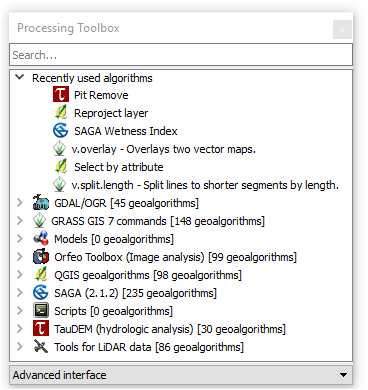 Processing Toolbox
Search...
Recently used algorithms
Pit Remove
Reproject layer
SAGA Wetness Index
v.overlay - Overlays two vector maps.
Select by attribute
v.split.length - Split lines to shorter segments by length.
GDAL/OGR [45 geoalgorithms]
GRASS GIS 7 commands [148 geoalgorithms]
Models [0 geoalgorithms]
Orfeo Toolbox (Image analysis) [99 geoalgorithms]
QGIS geoalgorithms [98 geoalgorithms]
SAGA (2.1.2) [235 geoalgorithms]
Scripts [0 geoalgorithms]
TauDEM (hydrologic analysis) [30 geoalgorithms]
Tools for LiDAR data [86 geoalgorithms]
Advanced interface